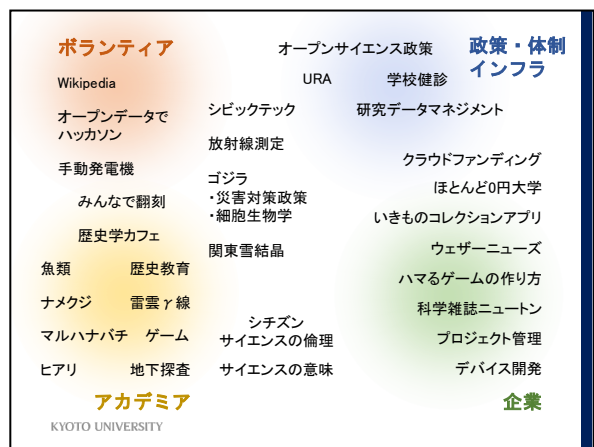 ボランティア
オープンサイエンス政策
政策・体制
インフラ
Wikipedia
URA
学校健診
オープンデータで
ハッカソン
シビックテック
研究データマネジメント
手動発電機
放射線測定
クラウドファンディング
みんなで翻刻
ゴジラ
・災害対策政策
・細胞生物学
ほとんど0円大学
いきものコレクションアプリ
歴史学カフェ
関東雪結晶
ウェザーニューズ
魚類
歴史教育
ハマるゲームの作り方
ナメクジ
雷雲γ線
科学雑誌ニュートン
マルハナバチ
ゲーム
シチズン
サイエンスの倫理
プロジェクト管理
ヒアリ
地下探査
サイエンスの意味
デバイス開発
アカデミア
企業
KYOTO UNIVERSITY